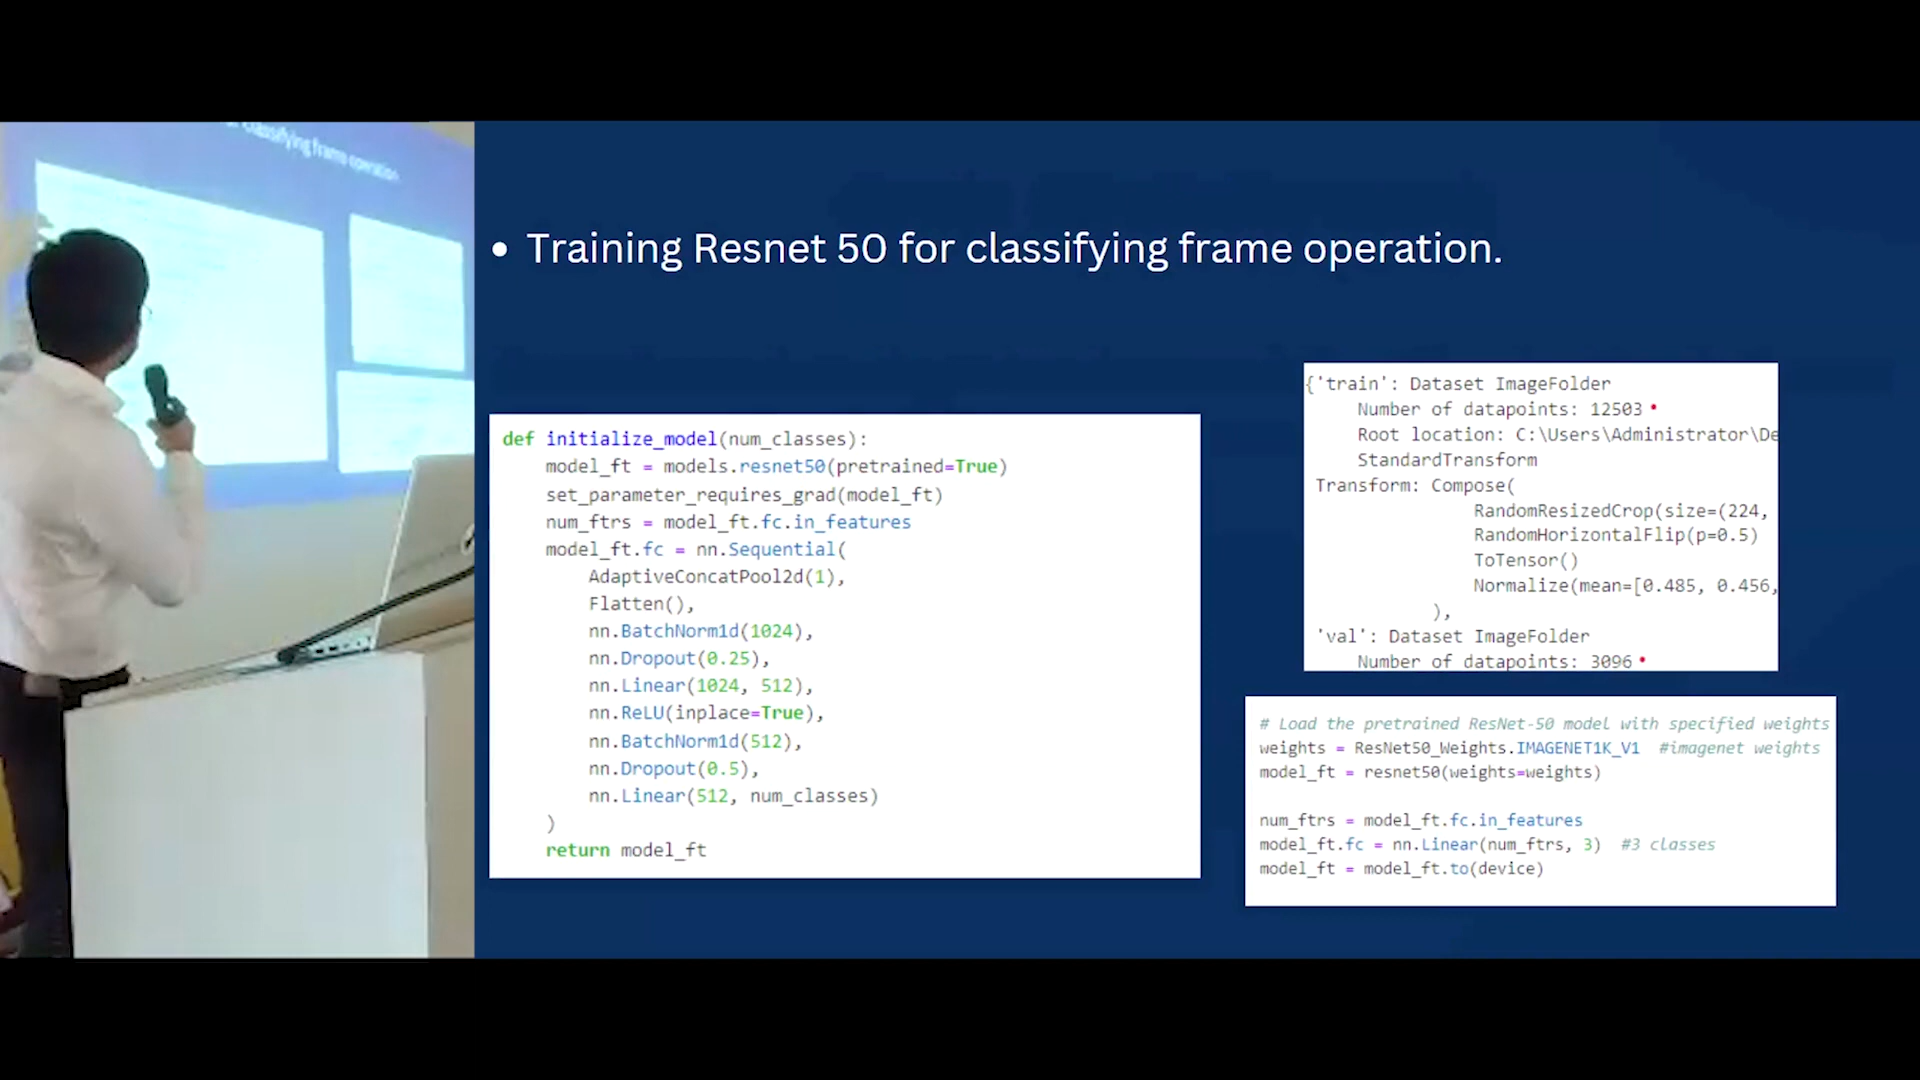 classifying frame operation
• Training Resnet 50 for classifying frame operation.
def initialize_model(num_classes):
model_ft = models.resnet50(pretrained=True)
set_parameter_requires_grad(model_ft)
num_ftrs = model_ft.fc.in_features
model_ft.fc = nn.Sequential(
AdaptiveConcatPool2d(1),
Flatten(),
nn.BatchNorm1d(1024),
nn.Dropout(0.25),
nn.Linear(1024, 512),
nn.ReLU(inplace=True),
nn.BatchNorm1d(512),
nn.Dropout(0.5),
nn.Linear(512, num_classes)
)
return model_ft
{'train': Dataset ImageFolder
Number of datapoints: 12503
Root location: C:\Users\Administrator\De
StandardTransform
Transform: Compose(
RandomResizedCrop(size=(224,
RandomHorizontalFlip(p=0.5)
ToTensor()
Normalize(mean=[0.485, 0.456,
),
'val': Dataset ImageFolder
Number of datapoints: 3096
# Load the pretrained ResNet-50 model with specified weights
weights = ResNet50_Weights.IMAGENET1K_V1 #imagenet weights
model_ft = resnet50(weights=weights)
num_ftrs = model_ft.fc.in_features
model_ft.fc = nn.Linear(num_ftrs, 3) #3 classes
model_ft = model_ft.to(device)